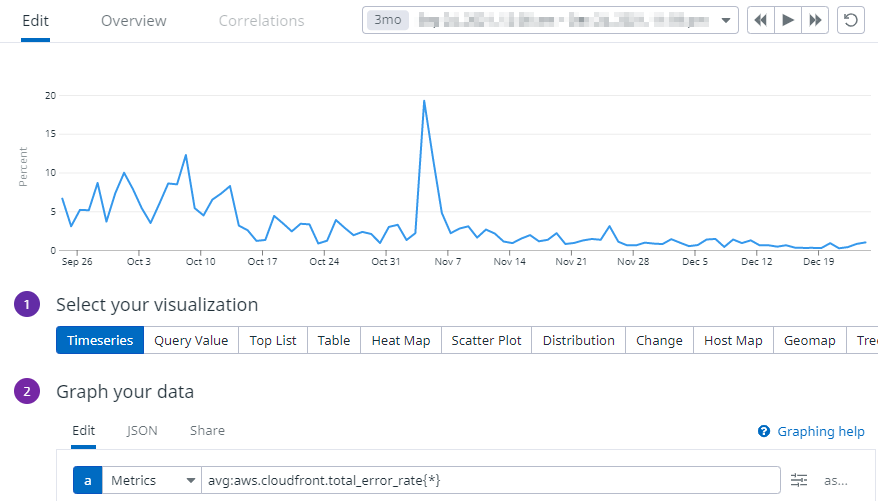 Edit Overview Correlations 3mo
20
15
10
5
0
Percent
Sep 26 Oct 3 Oct 10 Oct 17 Oct 24 Oct 31 Nov 7 Nov 14 Nov 21 Nov 28 Dec 5 Dec 12 Dec 19
1 Select your visualization
Timeseries Query Value Top List Table Heat Map Scatter Plot Distribution Change Host Map Geomap Tre
2 Graph your data
Edit JSON Share Graphing help
a Metrics avg:aws.cloudfront.total_error_rate{*} as...